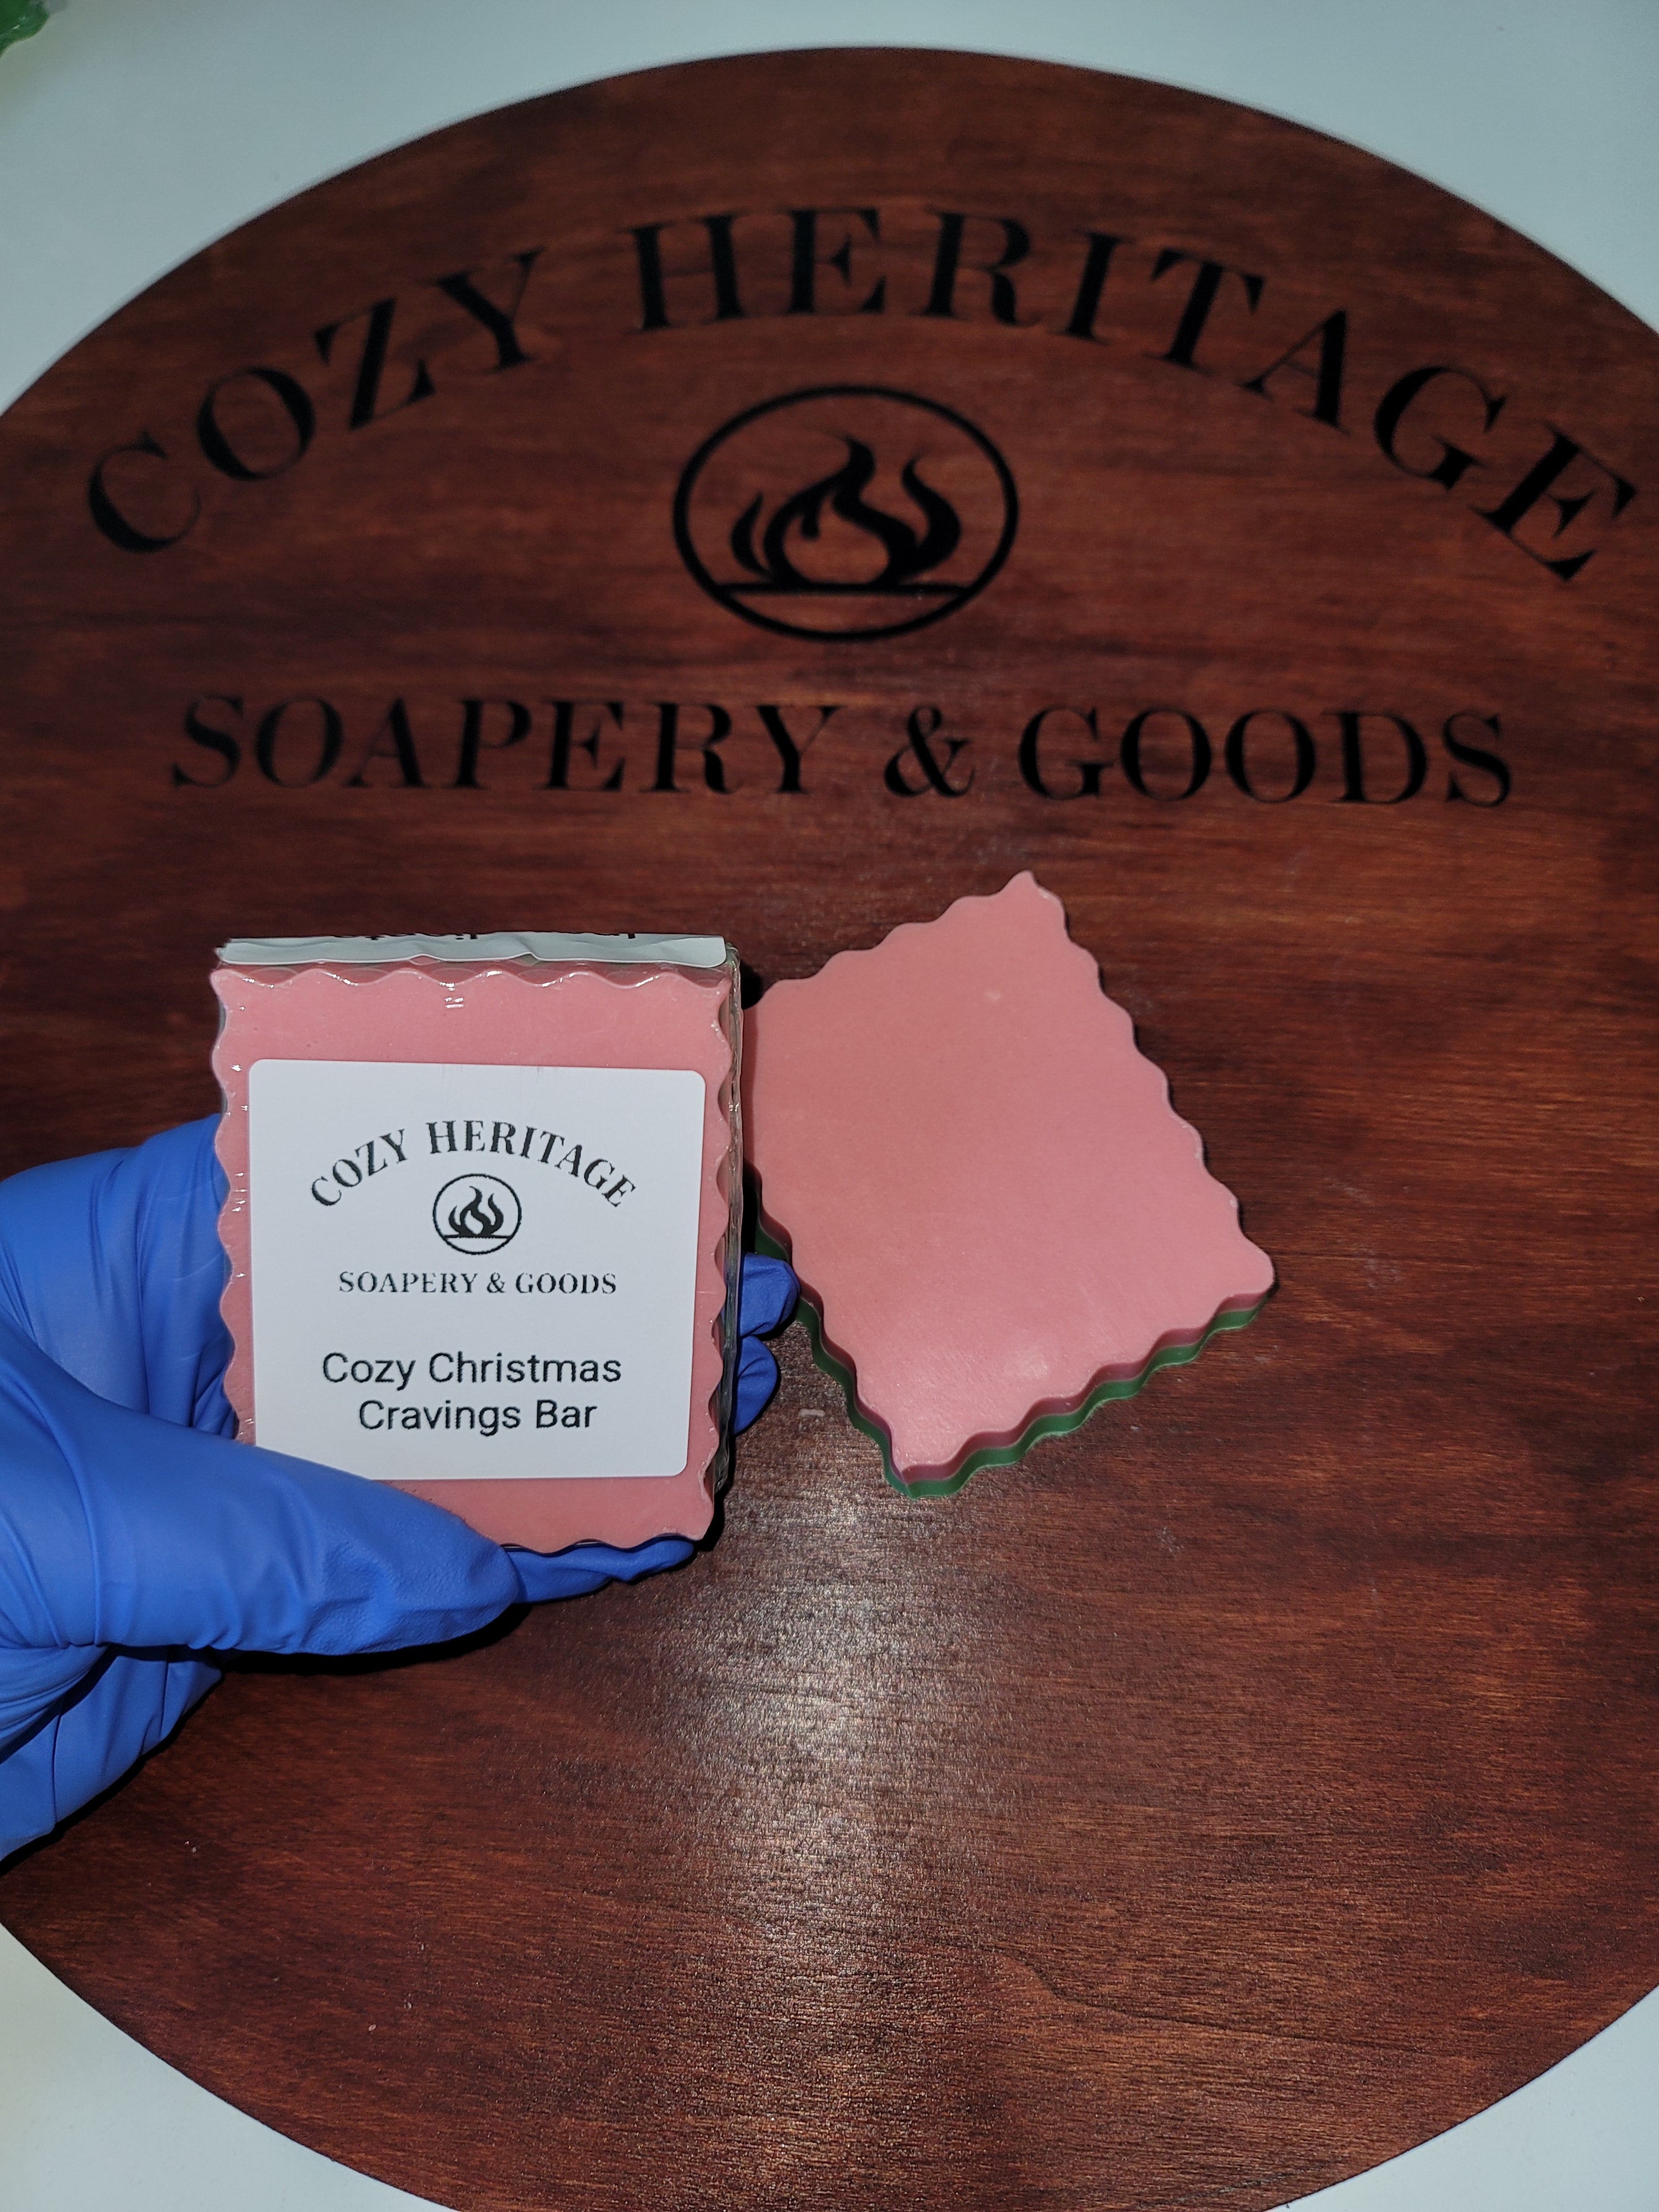 COZY HERITAGE
SOAPERY & GOODS
COZY HERITAGE
SOAPERY & GOODS
Cozy Christmas
Cravings Bar